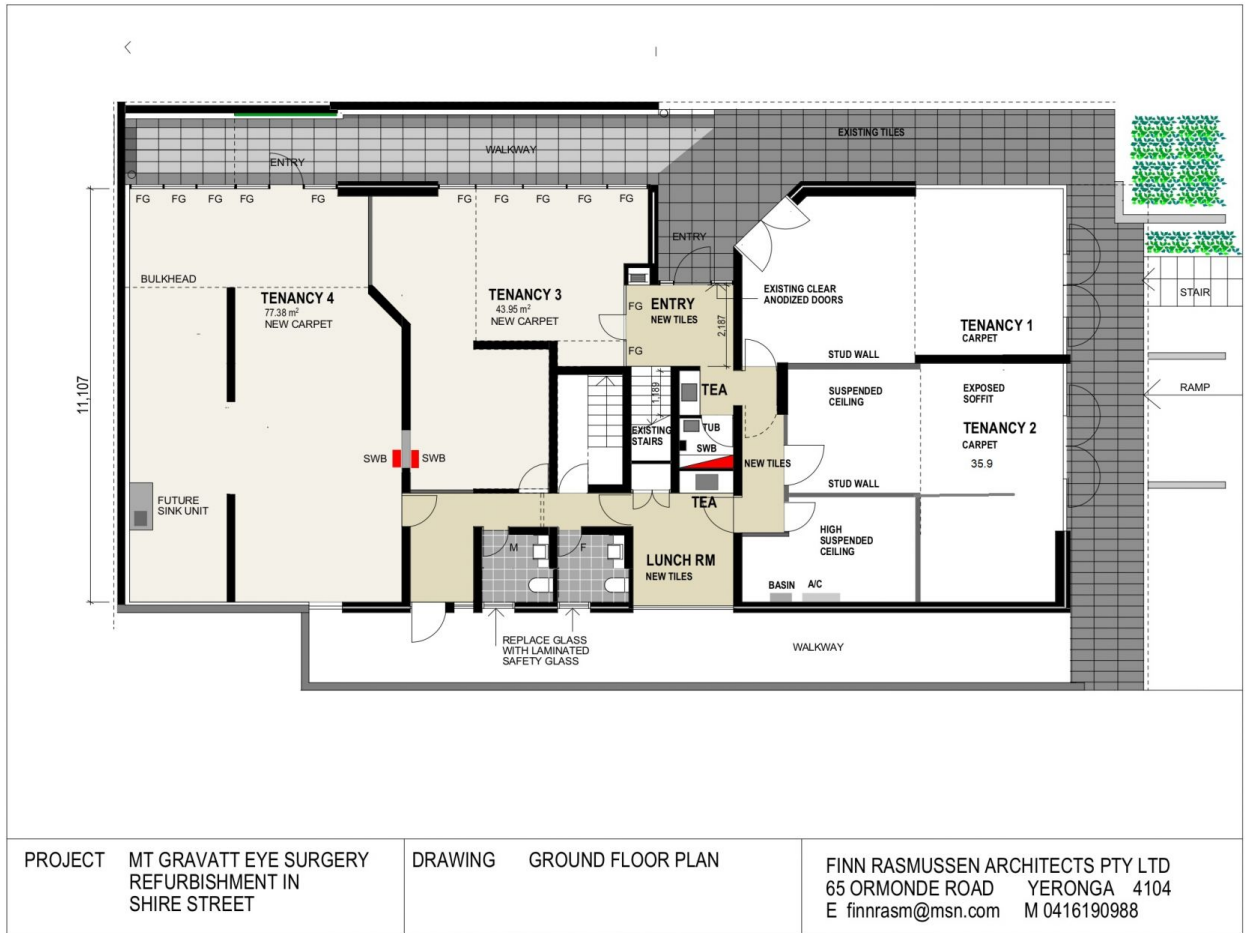 EXISTING TILES
WALKWAY
ENTRY
FG FG FG FG FG
FG FG FG FG FG
ENTRY
BULKHEAD
TENANCY 4
77.38 m²
NEW CARPET
TENANCY 3
43.95 m²
NEW CARPET
FG
ENTRY
NEW TILES
FG
2,187
EXISTING CLEAR
ANODIZED DOORS
TENANCY 1
CARPET
STAIR
STUD WALL
RAMP
11,107
1,189
TEA
SUSPENDED
CEILING
EXPOSED
SOFFIT
TENANCY 2
CARPET
35.9
EXISTING
STAIRS
TUB
SWB
SWB
SWB
NEW TILES
STUD WALL
FUTURE
SINK UNIT
TEA
M
F
LUNCH RM
NEW TILES
HIGH
SUSPENDED
CEILING
BASIN
A/C
REPLACE GLASS
WITH LAMINATED
SAFETY GLASS
WALKWAY
PROJECT MT GRAVATT EYE SURGERY
REFURBISHMENT IN
SHIRE STREET
DRAWING GROUND FLOOR PLAN
FINN RASMUSSEN ARCHITECTS PTY LTD
65 ORMONDE ROAD YERONGA 4104
E finnrasm@msn.com M 0416190988